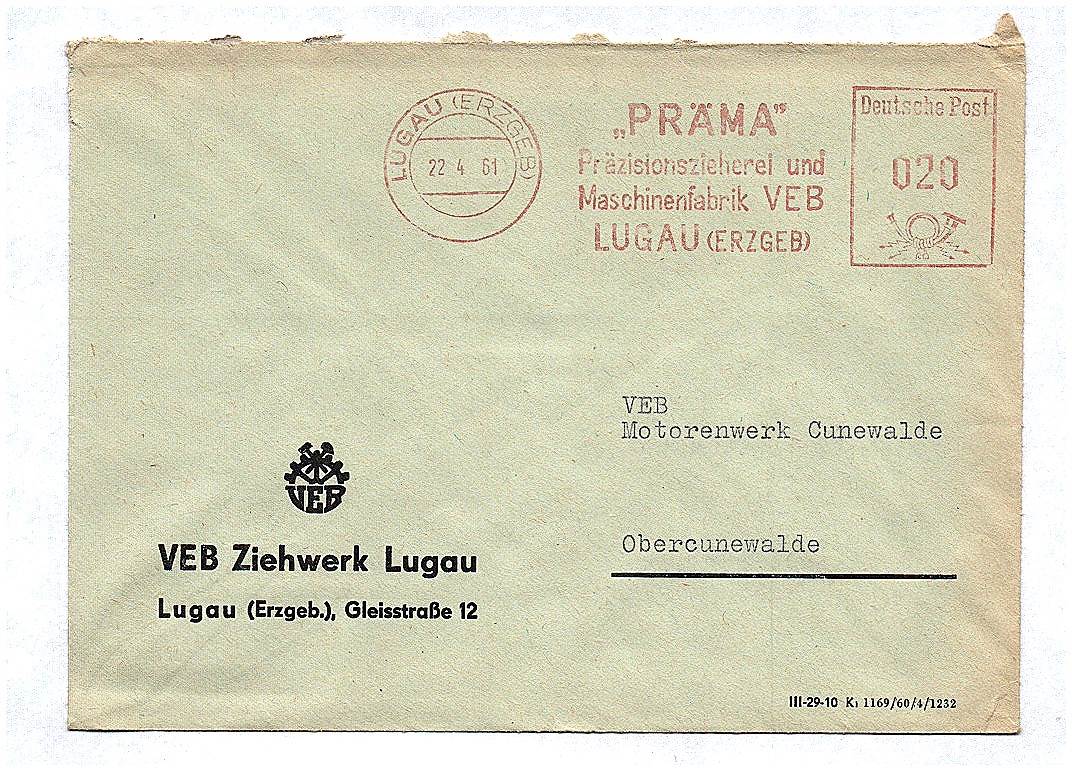 LUGAU (ERZGEB)
22 4 61
„PRÄMA”
Präzisionszieherei und
Maschinenfabrik VEB
LUGAU (ERZGEB)
Deutsche Post
020
VEB
Motorenwerk Cunewalde
Obercunewalde
VEB
VEB Ziehwerk Lugau
Lugau (Erzgeb.), Gleisstraße 12
III-29-10 K1 1169/60/4/1232